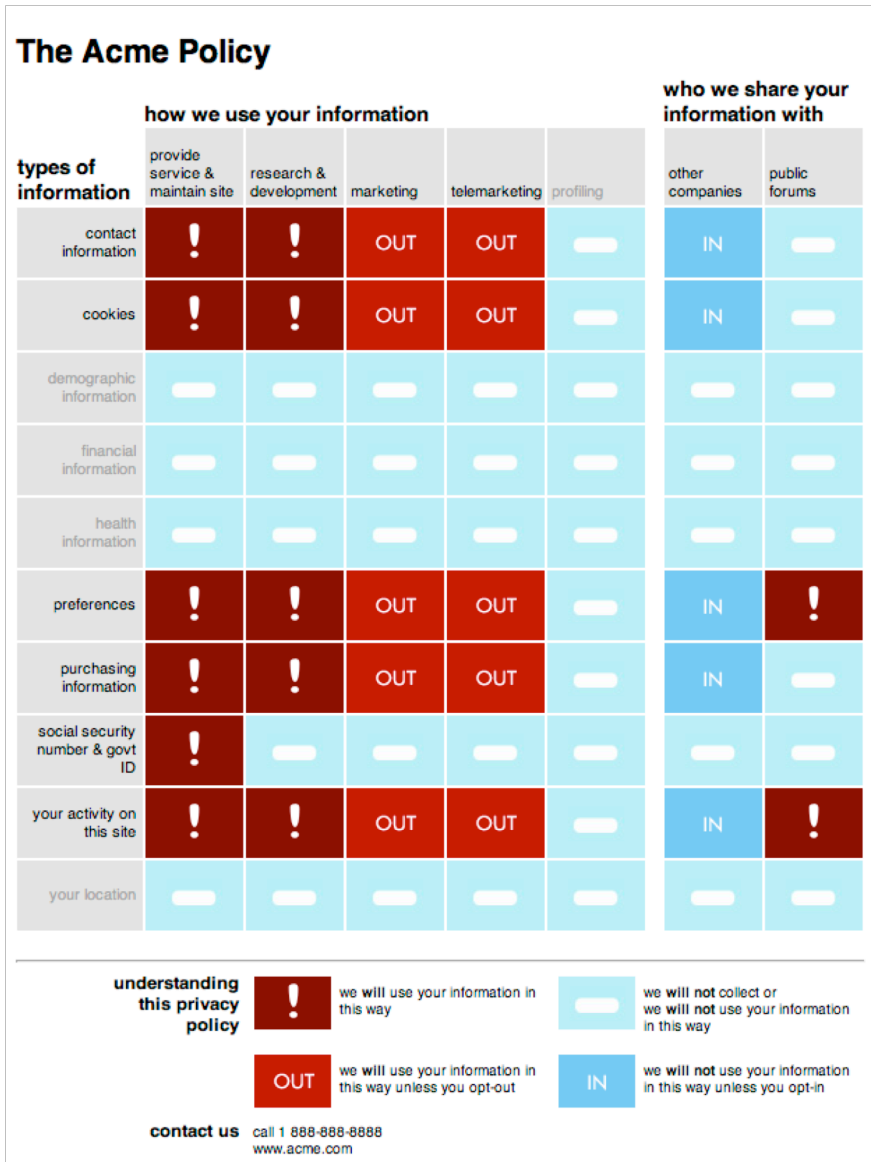 The Acme Policy
how we use your information
who we share your
information with
types of
information
provide
service &
maintain site
research &
development
marketing
telemarketing
profiling
other
companies
public
forums
contact
information
! ! OUT OUT IN
cookies
! ! OUT OUT IN
demographic
information
financial
information
health
information
preferences
! ! OUT OUT IN !
purchasing
information
! ! OUT OUT IN
social security
number & govt
ID
!
your activity on
this site
! ! OUT OUT IN !
your location
understanding
this privacy
policy
!
we will use your information in
this way
we will not collect or
we will not use your information
in this way
OUT
we will use your information in
this way unless you opt-out
IN
we will not use your information
in this way unless you opt-in
contact us
call 1 888-888-8888
www.acme.com